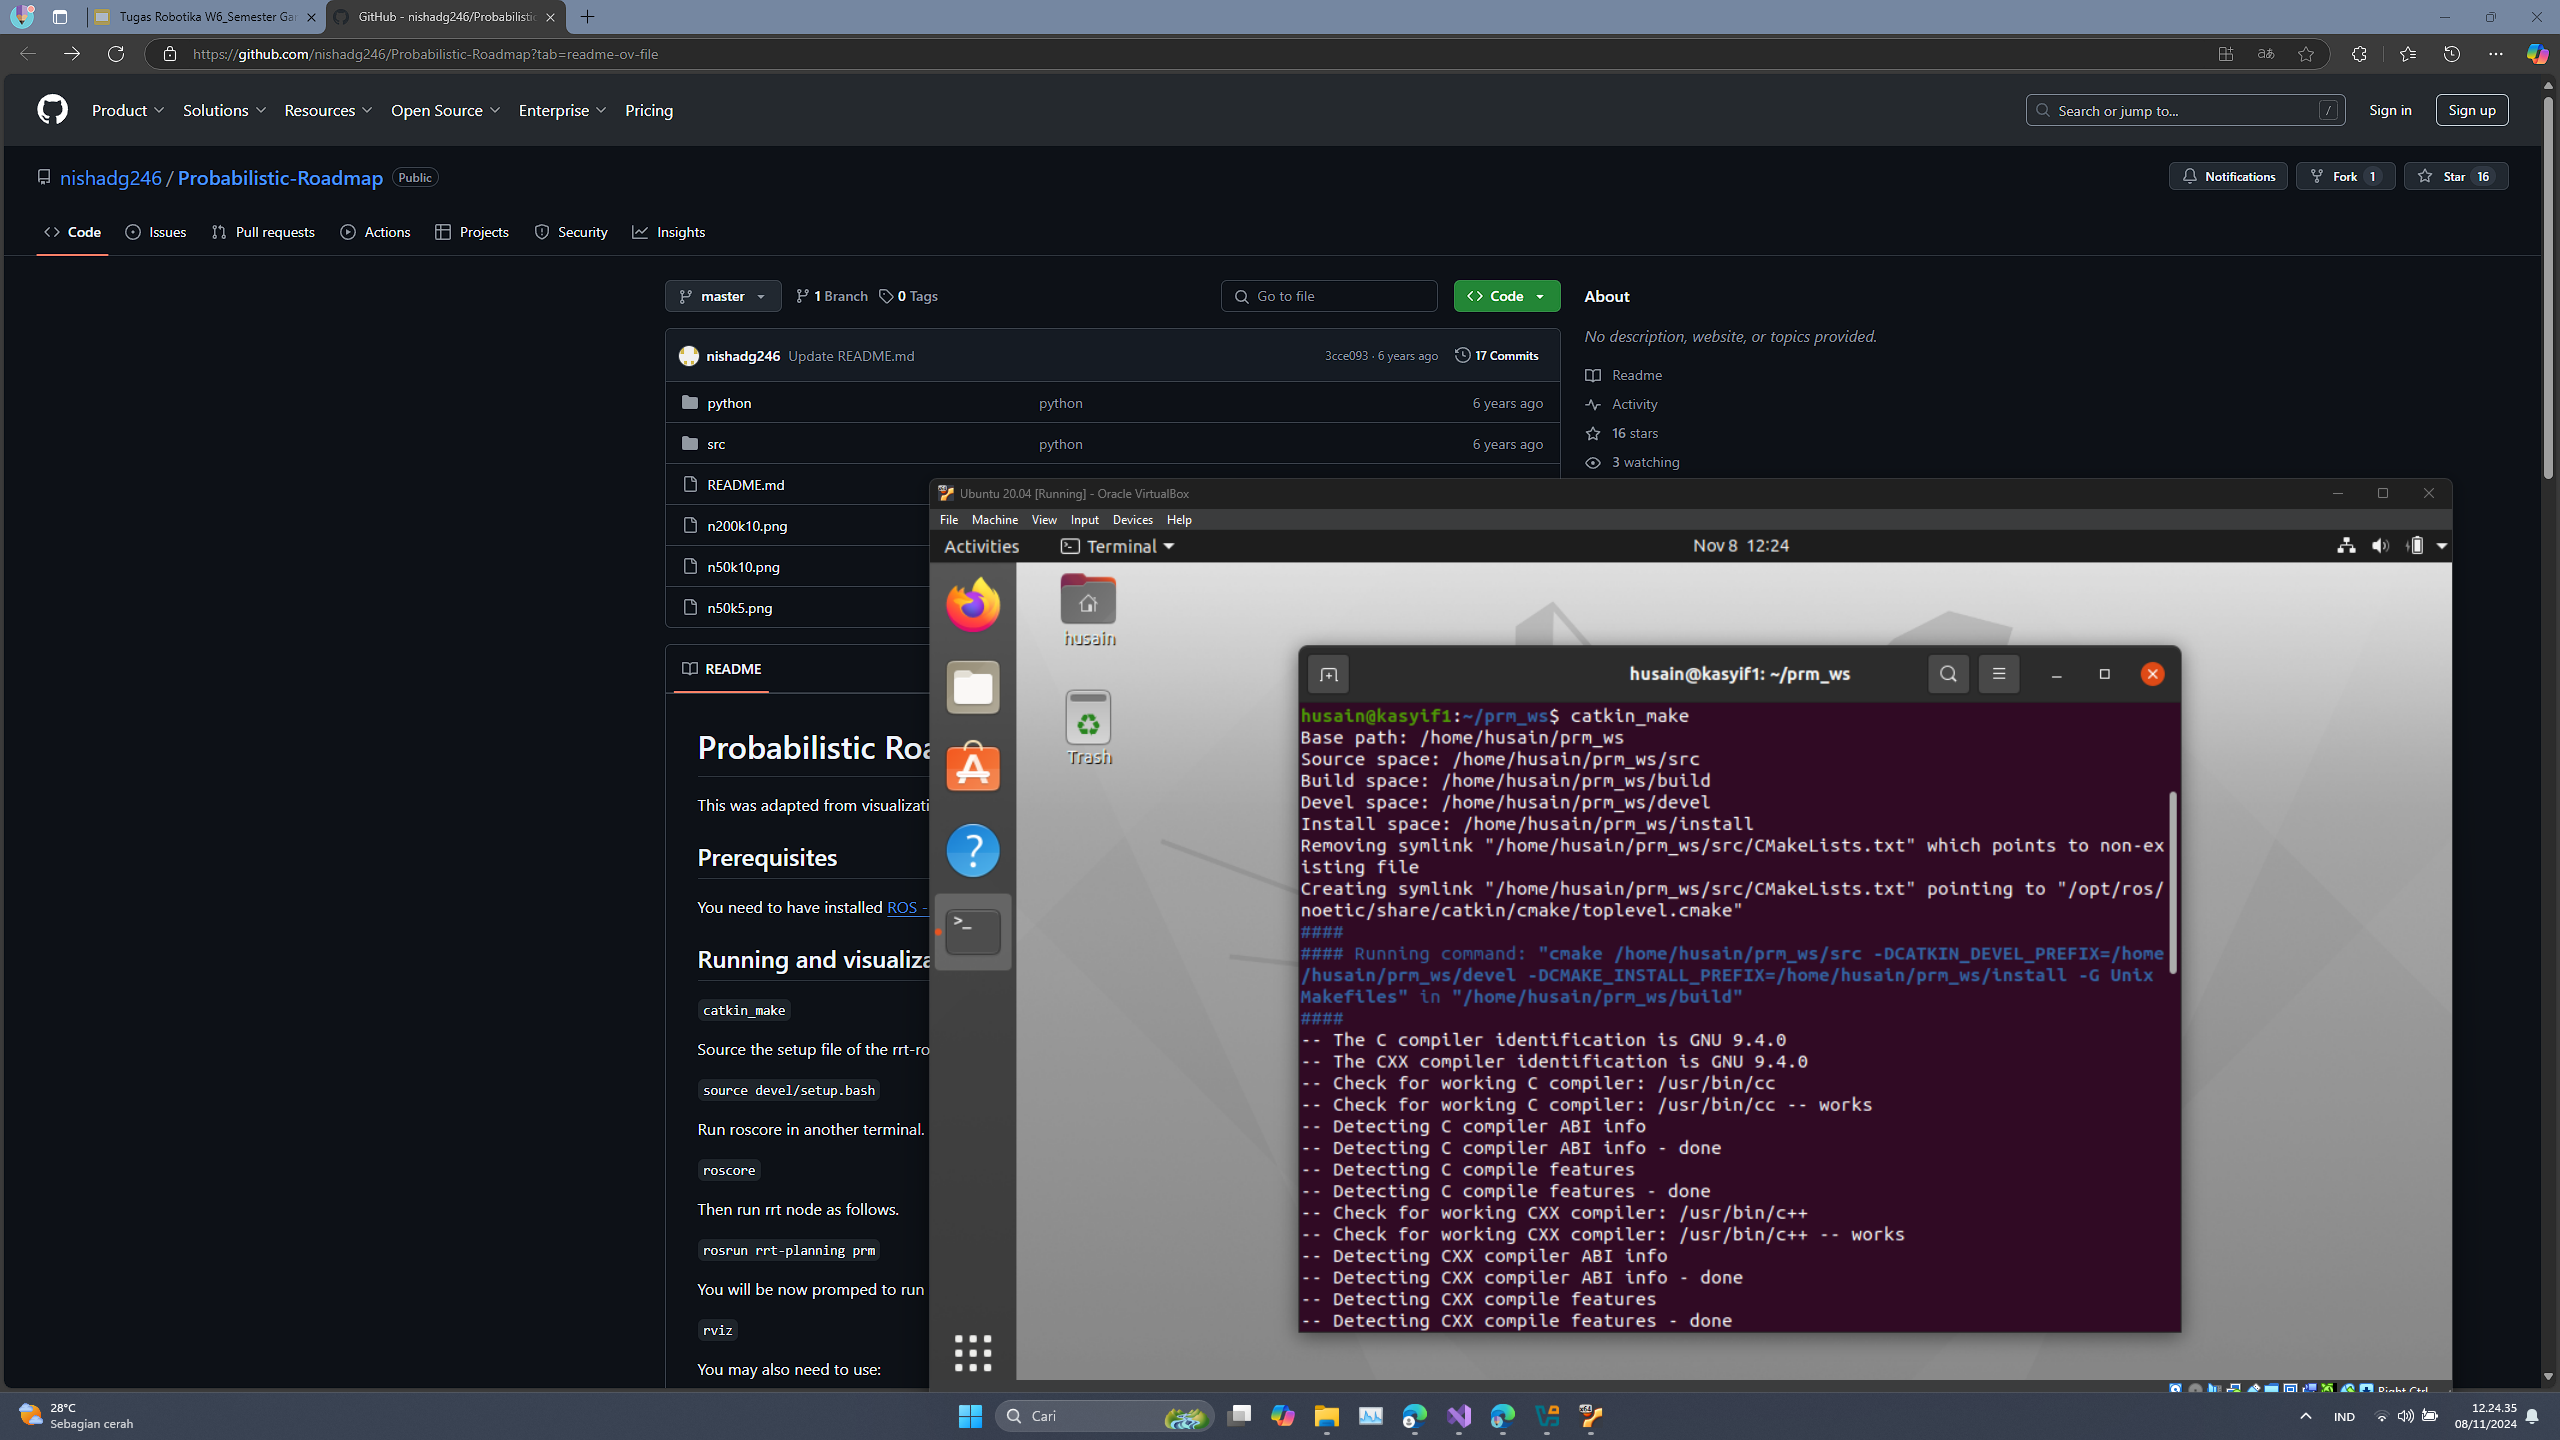 Tugas Robotika W6_Semester Gar
GitHub - nishadg246/Probabilistic
https://github.com/nishadg246/Probabilistic-Roadmap?tab=readme-ov-file
Product
Solutions
Resources
Open Source
Enterprise
Pricing
Search or jump to...
/
Sign in
Sign up
nishadg246 / Probabilistic-Roadmap Public
Notifications
Fork 1
Star 16
Code
Issues
Pull requests
Actions
Projects
Security
Insights
master
1 Branch
0 Tags
Go to file
Code
nishadg246 Update README.md
3cce093 · 6 years ago
17 Commits
python python 6 years ago
src python 6 years ago
README.md
n200k10.png
n50k10.png
n50k5.png
About
No description, website, or topics provided.
Readme
Activity
16 stars
3 watching
README
Probabilistic Roa
This was adapted from visualizati
Prerequisites
You need to have installed ROS -
Running and visualiza
catkin_make
Source the setup file of the rrt-ro
source devel/setup.bash
Run roscore in another terminal.
roscore
Then run rrt node as follows.
rosrun rrt-planning prm
You will be now promped to run
rviz
You may also need to use:
Ubuntu 20.04 [Running] - Oracle VirtualBox
File Machine View Input Devices Help
Activities
Terminal
Nov 8 12:24
husain
Trash
husain@kasyif1: ~/prm_ws
husain@kasyif1:~/prm_ws$ catkin_make
Base path: /home/husain/prm_ws
Source space: /home/husain/prm_ws/src
Build space: /home/husain/prm_ws/build
Devel space: /home/husain/prm_ws/devel
Install space: /home/husain/prm_ws/install
Removing symlink "/home/husain/prm_ws/src/CMakeLists.txt" which points to non-ex
isting file
Creating symlink "/home/husain/prm_ws/src/CMakeLists.txt" pointing to "/opt/ros/
noetic/share/catkin/cmake/toplevel.cmake"
####
#### Running command: "cmake /home/husain/prm_ws/src -DCATKIN_DEVEL_PREFIX=/home
/husain/prm_ws/devel -DCMAKE_INSTALL_PREFIX=/home/husain/prm_ws/install -G Unix
Makefiles" in "/home/husain/prm_ws/build"
####
-- The C compiler identification is GNU 9.4.0
-- The CXX compiler identification is GNU 9.4.0
-- Check for working C compiler: /usr/bin/cc
-- Check for working C compiler: /usr/bin/cc -- works
-- Detecting C compiler ABI info
-- Detecting C compiler ABI info - done
-- Detecting C compile features
-- Detecting C compile features - done
-- Check for working CXX compiler: /usr/bin/c++
-- Check for working CXX compiler: /usr/bin/c++ -- works
-- Detecting CXX compiler ABI info
-- Detecting CXX compiler ABI info - done
-- Detecting CXX compile features
-- Detecting CXX compile features - done
Right Ctrl
28°C
Sebagian cerah
Cari
IND
12.24.35
08/11/2024